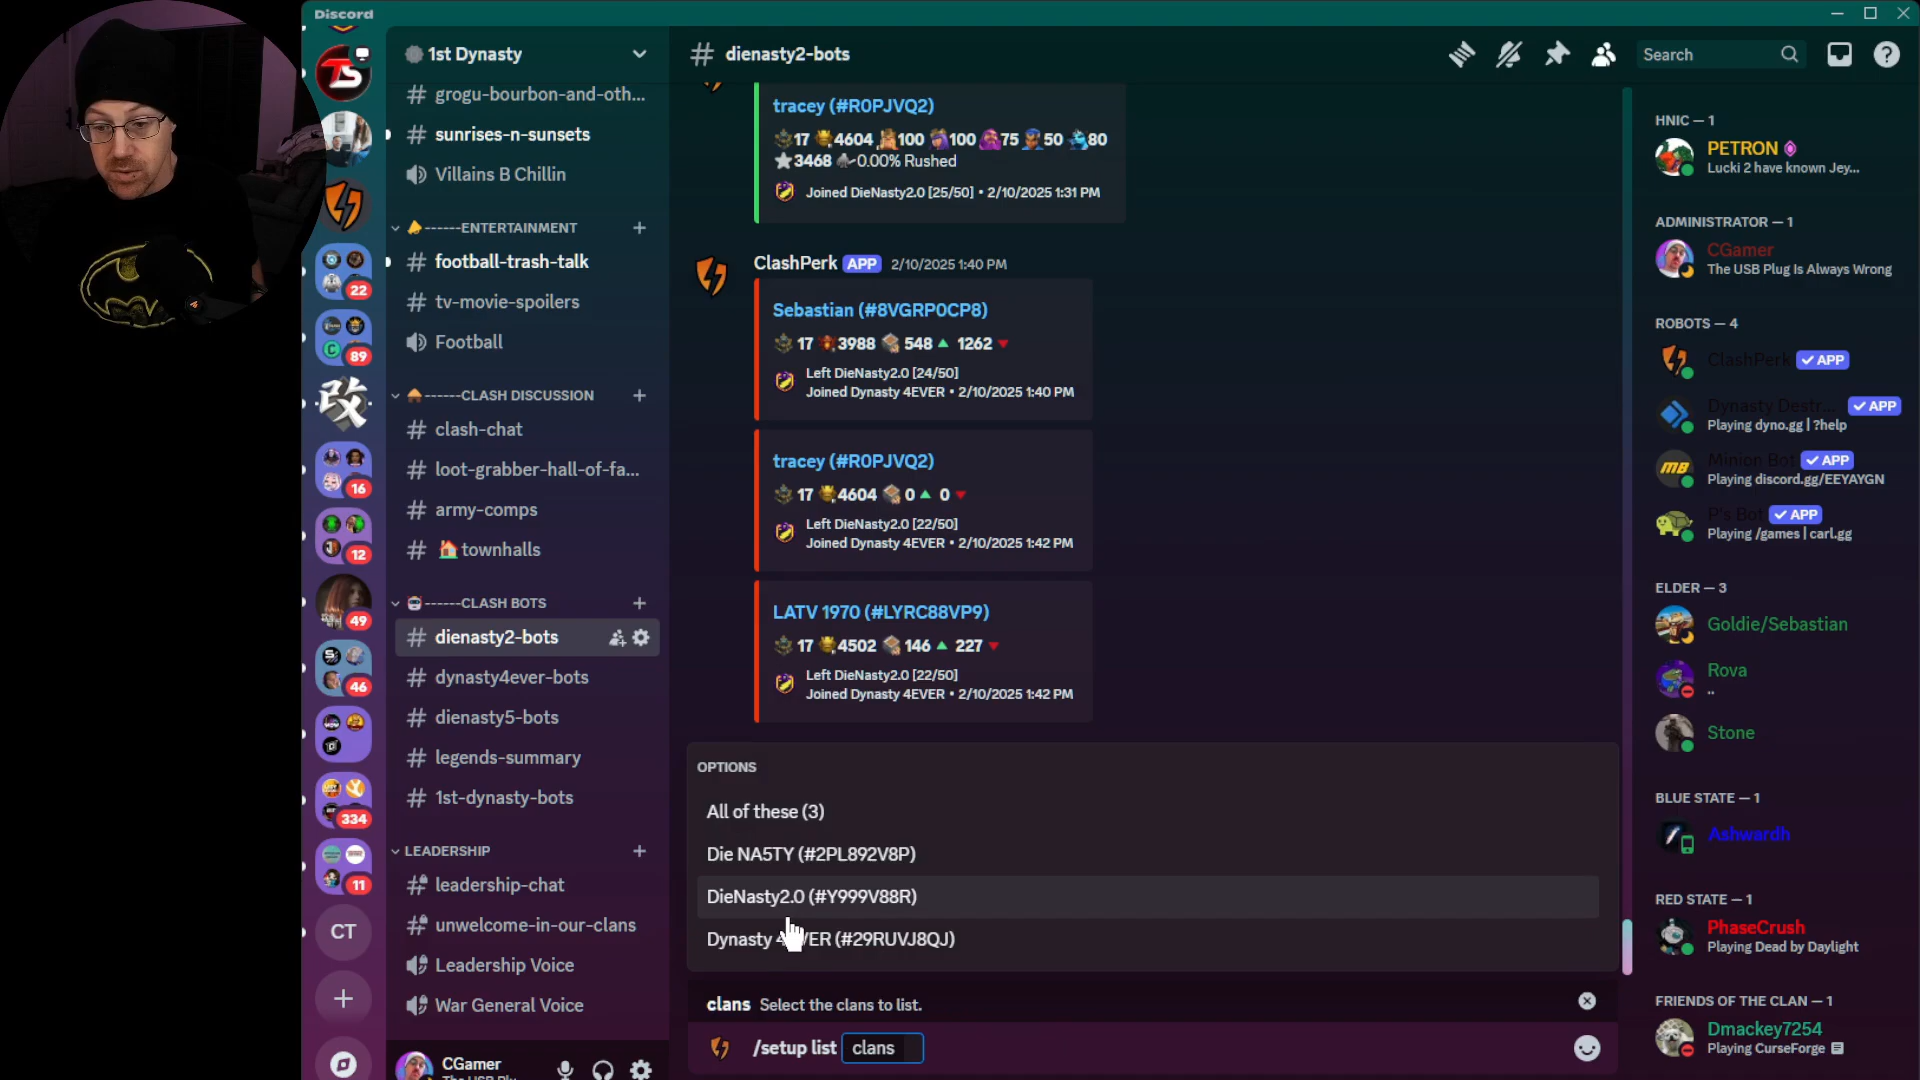 Discord
1st Dynasty
# grogu-bourbon-and-oth...
# sunrises-n-sunsets
Villains B Chillin
------ENTERTAINMENT
# football-trash-talk
# tv-movie-spoilers
Football
------CLASH DISCUSSION
# clash-chat
# loot-grabber-hall-of-fa...
# army-comps
# townhalls
------CLASH BOTS
# dienasty2-bots
# dynasty4ever-bots
# dienasty5-bots
# legends-summary
# 1st-dynasty-bots
LEADERSHIP
# leadership-chat
# unwelcome-in-our-clans
Leadership Voice
War General Voice
CGamer
22
89
16
12
49
46
334
11
CT
# dienasty2-bots
Search
tracey (#R0PJVQ2)
17 4604 100 100 75 50 80
3468 0.00% Rushed
Joined DieNasty2.0 [25/50] • 2/10/2025 1:31 PM
ClashPerk APP 2/10/2025 1:40 PM
Sebastian (#8VGRP0CP8)
17 3988 548 1262
Left DieNasty2.0 [24/50]
Joined Dynasty 4EVER • 2/10/2025 1:40 PM
tracey (#R0PJVQ2)
17 4604 0 0
Left DieNasty2.0 [22/50]
Joined Dynasty 4EVER • 2/10/2025 1:42 PM
LATV 1970 (#LYRC88VP9)
17 4502 146 227
Left DieNasty2.0 [22/50]
Joined Dynasty 4EVER • 2/10/2025 1:42 PM
OPTIONS
All of these (3)
Die NA5TY (#2PL892V8P)
DieNasty2.0 (#Y999V88R)
Dynasty 4EVER (#29RUVJ8QJ)
clans Select the clans to list.
/setup list clans
HNIC — 1
PETRON
Lucki 2 have known Jey...
ADMINISTRATOR — 1
CGamer
The USB Plug Is Always Wrong
ROBOTS — 4
ClashPerk APP
Dynasty Destr... APP
Playing dyno.gg | ?help
Minion Bot APP
Playing discord.gg/EEYAYGN
P's Bot APP
Playing /games | carl.gg
ELDER — 3
Goldie/Sebastian
Rova
..
Stone
BLUE STATE — 1
Ashwardh
RED STATE — 1
PhaseCrush
Playing Dead by Daylight
FRIENDS OF THE CLAN — 1
Dmackey7254
Playing CurseForge